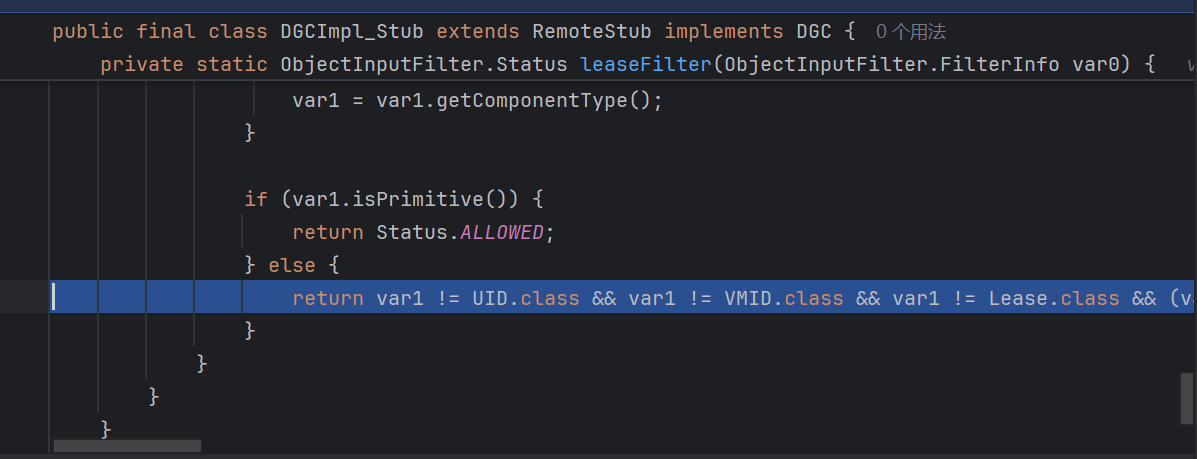 public final class DGCImpl_Stub extends RemoteStub implements DGC { 0个用法
private static ObjectInputFilter.Status leaseFilter(ObjectInputFilter.FilterInfo var0) {
var1 = var1.getComponentType();
}
if (var1.isPrimitive()) {
return Status.ALLOWED;
} else {
return var1 != UID.class && var1 != VMID.class && var1 != Lease.class && (v
}
}
}
}